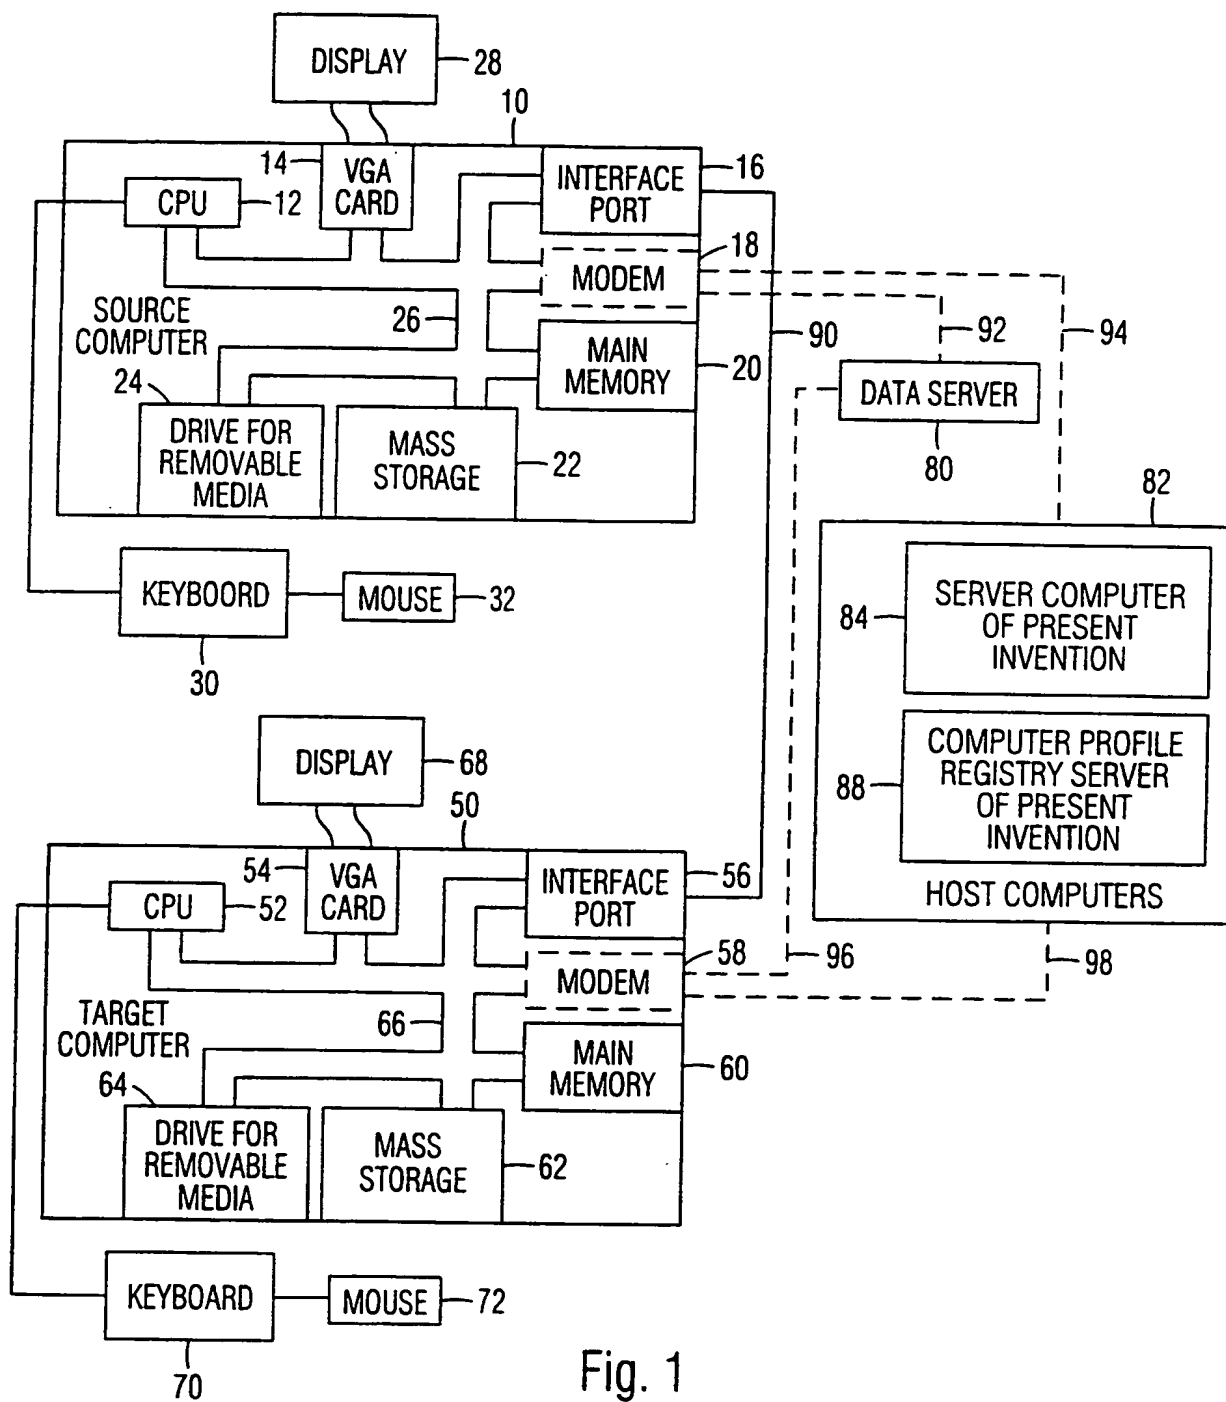 DISPLAY
28
10
14
VGA
CARD
INTERFACE
PORT
16
CPU
12
18
MODEM
SOURCE
COMPUTER
26
90
92
94
MAIN
MEMORY
20
24
DATA SERVER
80
DRIVE FOR
REMOVABLE
MEDIA
MASS
STORAGE
22
82
KEYBOORD
30
MOUSE
32
84
SERVER COMPUTER
OF PRESENT
INVENTION
88
COMPUTER PROFILE
REGISTRY SERVER
OF PRESENT
INVENTION
HOST COMPUTERS
DISPLAY
68
50
54
VGA
CARD
INTERFACE
PORT
56
CPU
52
58
MODEM
96
98
TARGET
COMPUTER
66
MAIN
MEMORY
60
64
DRIVE FOR
REMOVABLE
MEDIA
MASS
STORAGE
62
KEYBOARD
70
MOUSE
72
Fig. 1